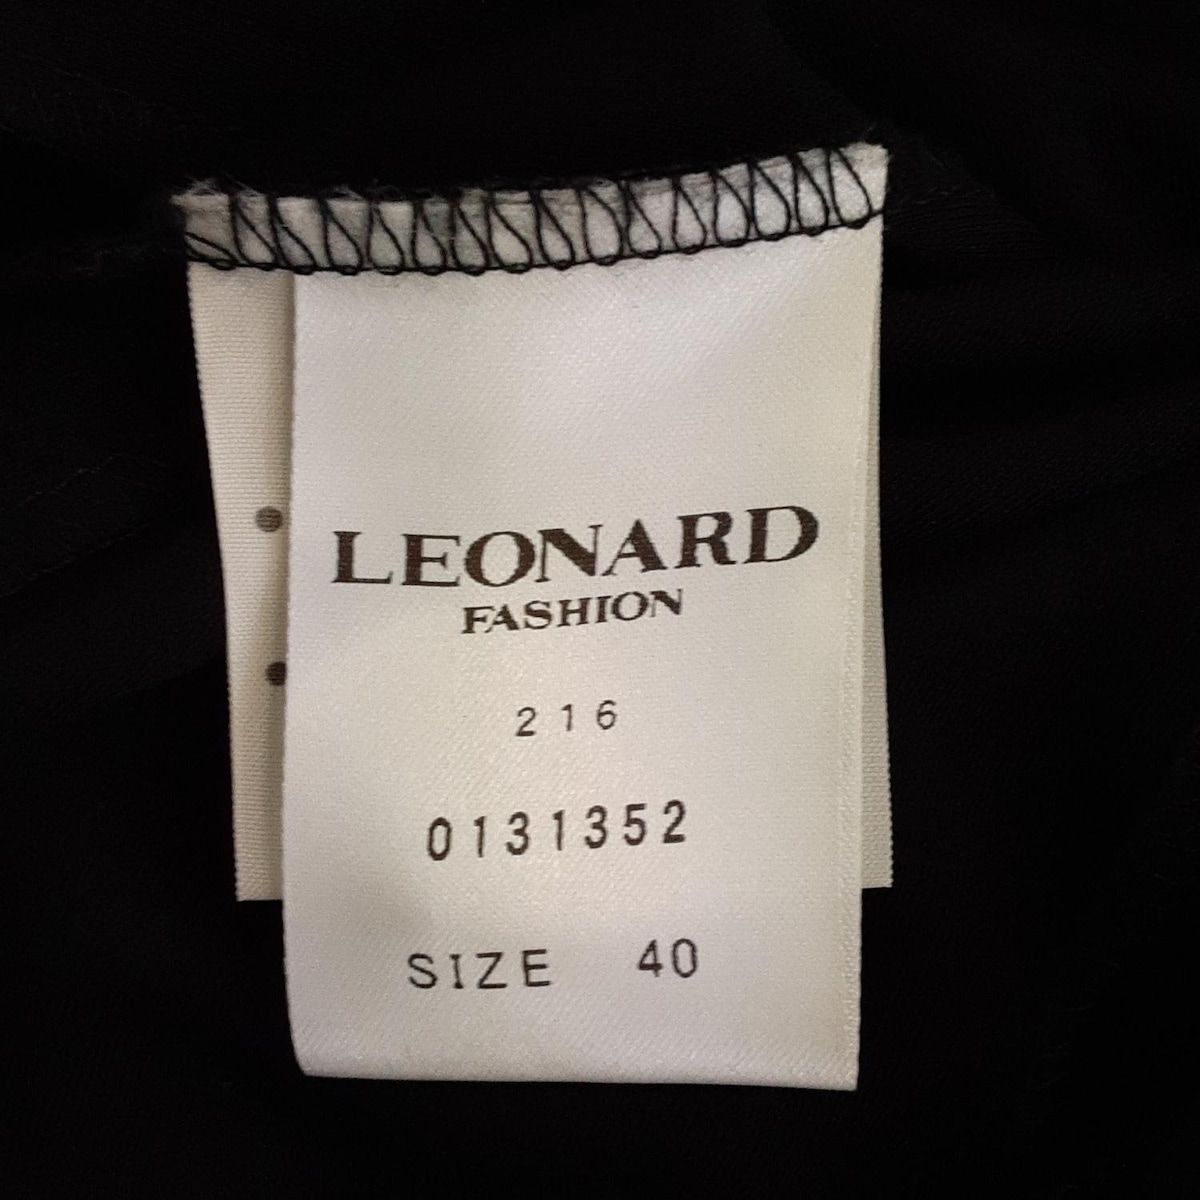 LEONARD
FASHION
216
0131352
SIZE 40